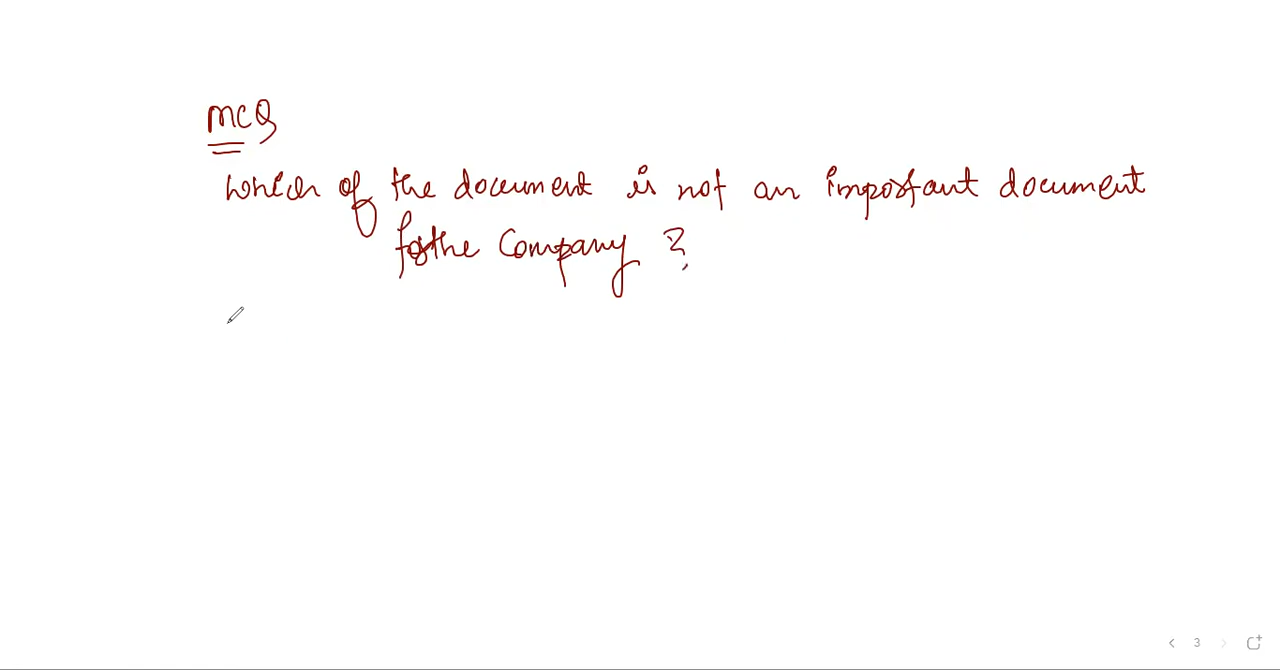 MCQ
which of the document is not an important document
for the Company ?
3